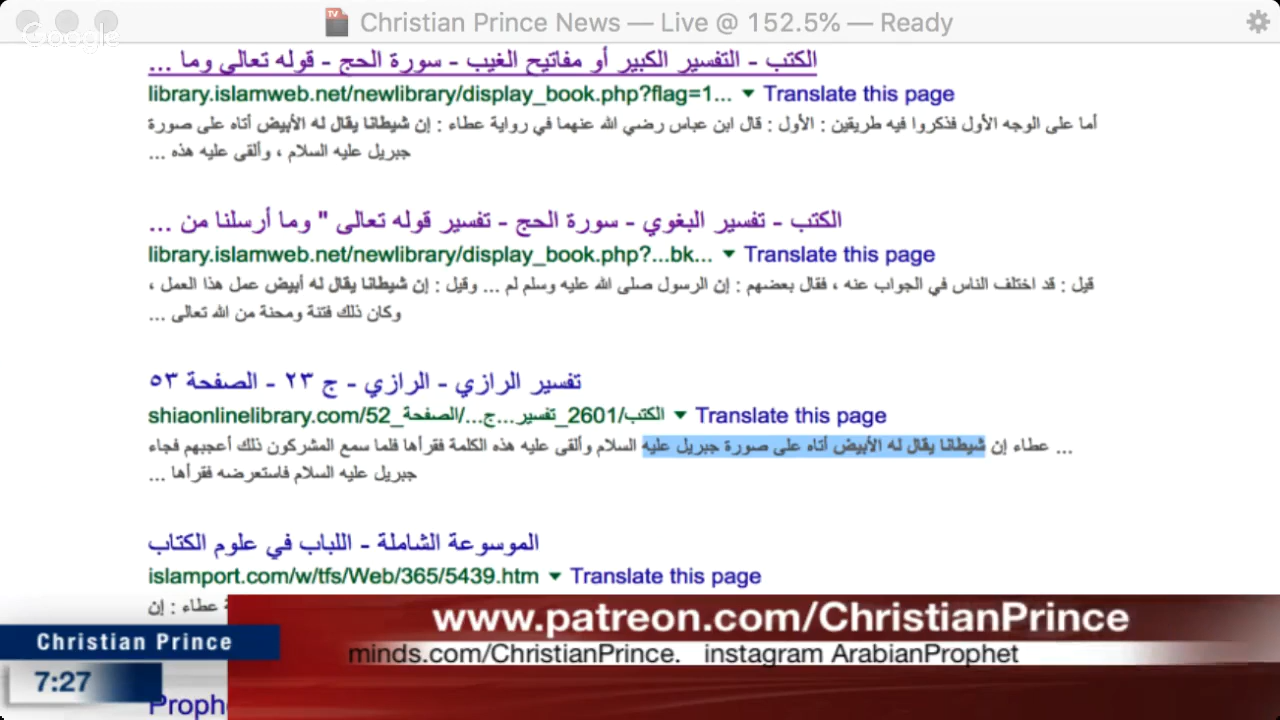 Christian Prince News — Live @ 152.5% — Ready
Google
الكتب - التفسير الكبير أو مفاتيح الغيب - سورة الحج - قوله تعالى وما ...
library.islamweb.net/newlibrary/display_book.php?flag=1... ▼ Translate this page
أما على الوجه الأول فذكروا فيه طريقين : الأول : قال ابن عباس رضي الله عنهما في رواية عطاء : إن شيطانا يقال له الأبيض أتاه على صورة
جبريل عليه السلام ، وألقى عليه هذه ...
الكتب - تفسير البغوي - سورة الحج - تفسير قوله تعالى " وما أرسلنا من ...
library.islamweb.net/newlibrary/display_book.php?...bk... ▼ Translate this page
قيل : قد اختلف الناس في الجواب عنه ، فقال بعضهم : إن الرسول صلى الله عليه وسلم لم ... وقيل : إن شيطانا يقال له أبيض عمل هذا العمل ،
وكان ذلك فتنة ومحنة من الله تعالى ...
تفسير الرازي - الرازي - ج ٢٣ - الصفحة ٥٣
shiaonlinelibrary.com/الكتب/2601_تفسير...ج.../الصفحة_52 ▼ Translate this page
... عطاء إن شيطانا يقال له الأبيض أتاه على صورة جبريل عليه السلام وألقى عليه هذه الكلمة فقرأها فلما سمع المشركون ذلك أعجبهم فجاء
جبريل عليه السلام فاستعرضه فقرأها ...
الموسوعة الشاملة - اللباب في علوم الكتاب
islamport.com/w/tfs/Web/365/5439.htm ▼ Translate this page
عطاء : إن
www.patreon.com/ChristianPrince
Christian Prince
minds.com/ChristianPrince. instagram ArabianProphet
7:27
Proph